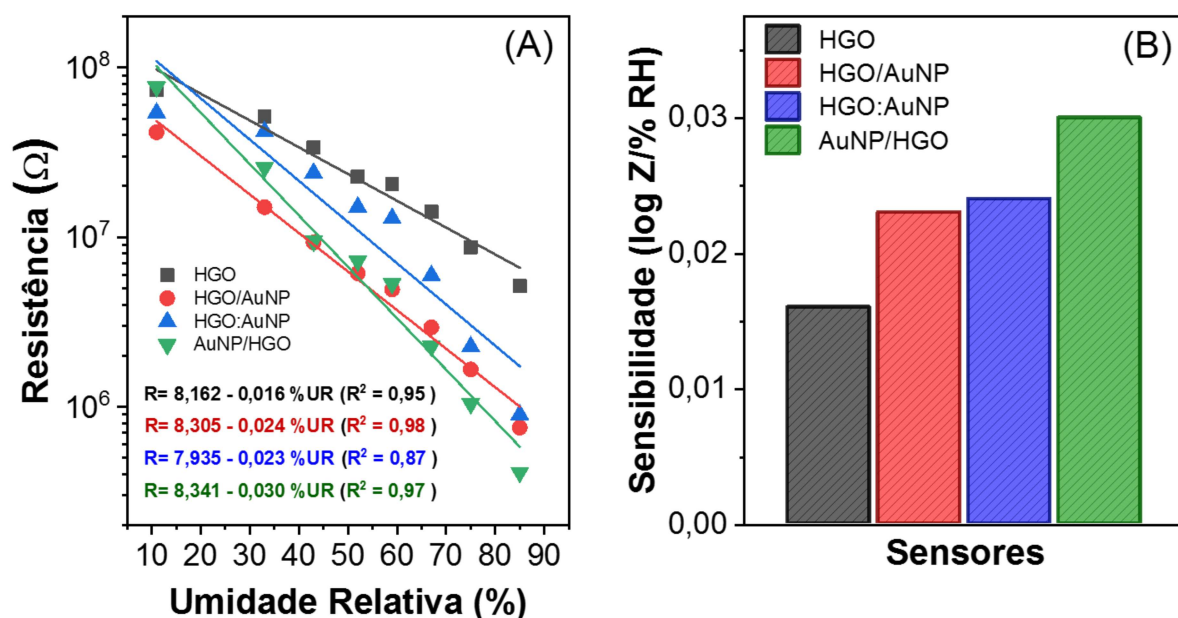 (A)
10⁸
10⁷
10⁶
Resistência (Ω)
HGO
HGO/AuNP
HGO:AuNP
AuNP/HGO
R= 8,162 - 0,016 %UR (R² = 0,95 )
R= 8,305 - 0,024 %UR (R² = 0,98 )
R= 7,935 - 0,023 %UR (R² = 0,87 )
R= 8,341 - 0,030 %UR (R² = 0,97 )
10 20 30 40 50 60 70 80 90
Umidade Relativa (%)
(B)
HGO
HGO/AuNP
HGO:AuNP
AuNP/HGO
0,03
0,02
0,01
0,00
Sensibilidade (log Z/% RH)
Sensores